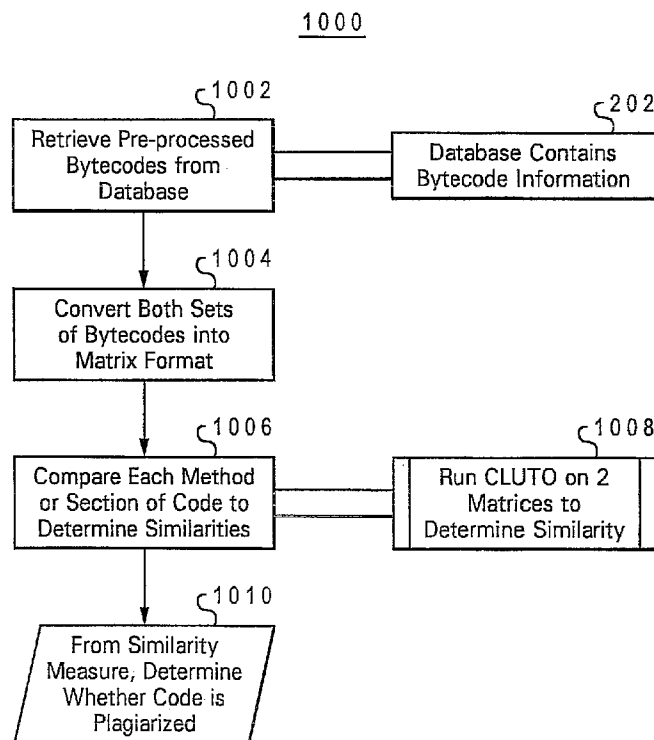 1000
1002
Retrieve Pre-processed
Bytecodes from
Database
202
Database Contains
Bytecode Information
1004
Convert Both Sets
of Bytecodes into
Matrix Format
1006
Compare Each Method
or Section of Code to
Determine Similarities
1008
Run CLUTO on 2
Matrices to
Determine Similarity
1010
From Similarity
Measure, Determine
Whether Code is
Plagiarized